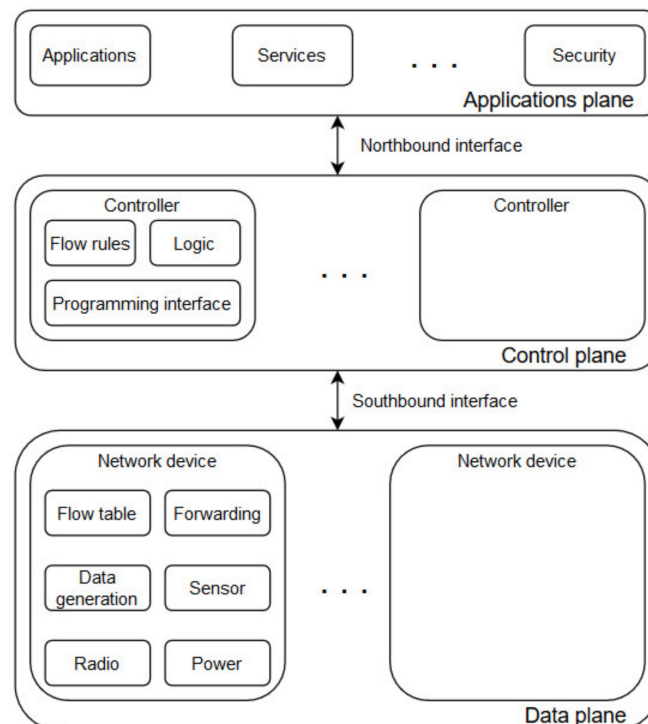 Applications
Services
. . .
Security
Applications plane
Northbound interface
Controller
Flow rules
Logic
Programming interface
. . .
Controller
Control plane
Southbound interface
Network device
Flow table
Forwarding
Data
generation
Sensor
Radio
Power
. . .
Network device
Data plane